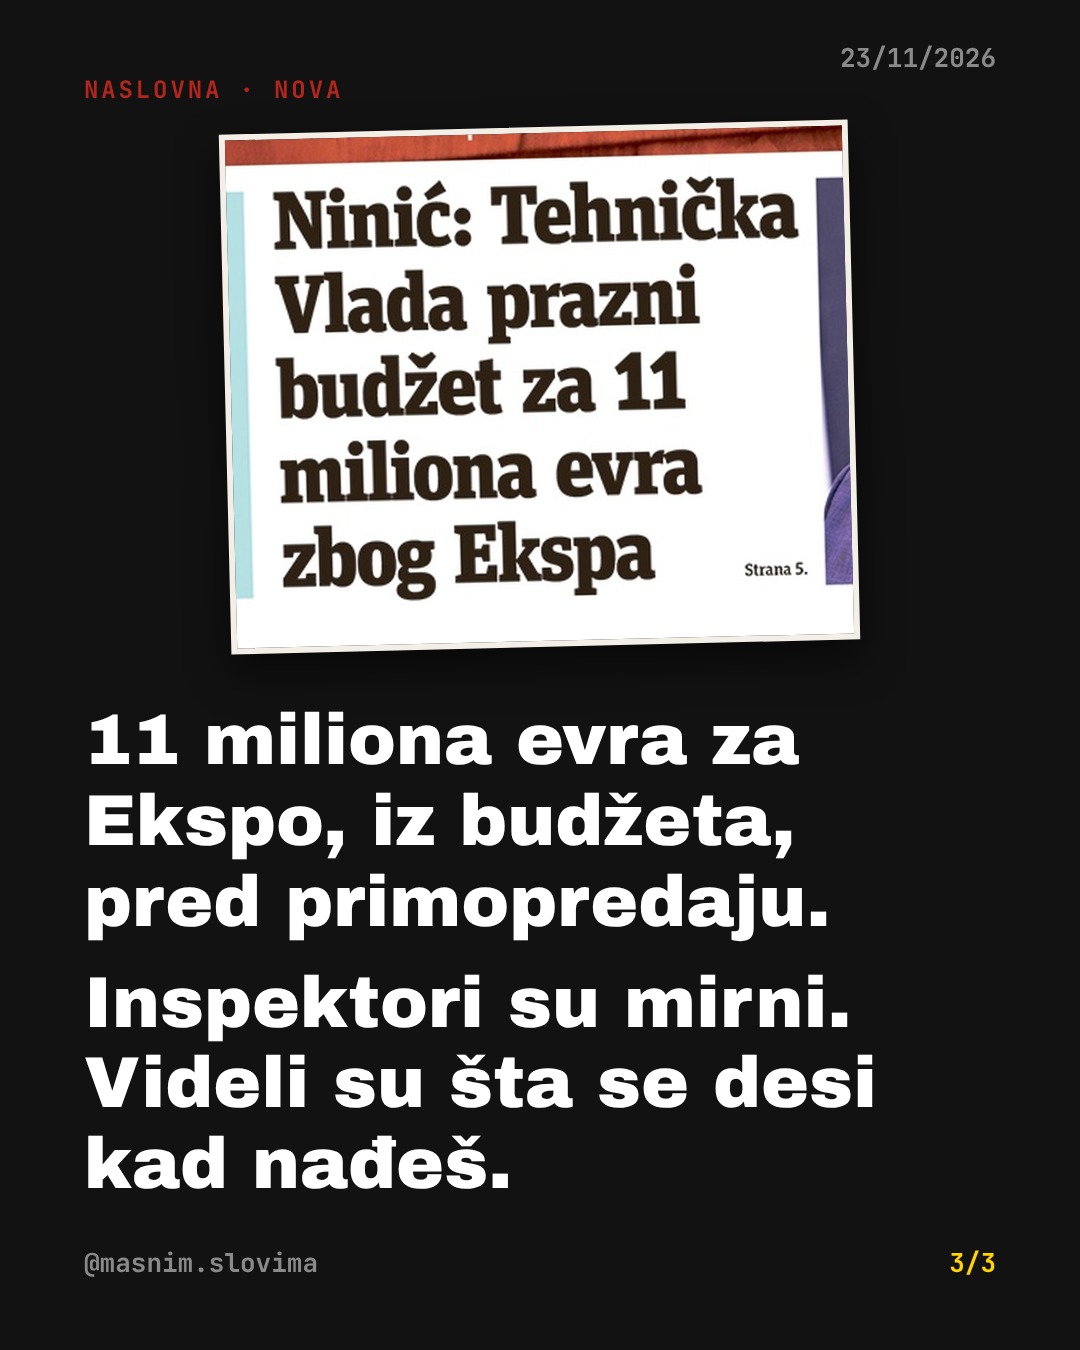 23/11/2026
NASLOVNA · NOVA
Ninić: Tehnička
Vlada prazni
budžet za 11
miliona evra
zbog Ekspa
Strana 5.
11 miliona evra za
Ekspo, iz budžeta,
pred primopredaju.
Inspektori su mirni.
Videli su šta se desi
kad nađeš.
@masnim.slovima
3/3